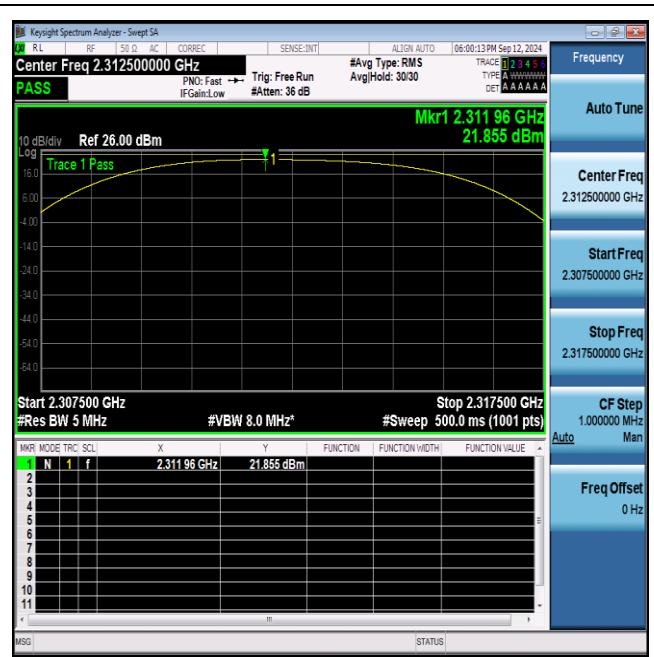 Keysight Spectrum Analyzer - Swept SA
RL RF 50 Ω AC CORREC SENSE:INT ALIGN AUTO 06:00:13 PM Sep 12, 2024
Center Freq 2.312500000 GHz
PASS
PNO: Fast
IFGain:Low
Trig: Free Run
#Atten: 36 dB
#Avg Type: RMS
Avg|Hold: 30/30
TRACE 1 2 3 4 5 6
TYPE A WWWWW
DET A A A A A A
Mkr1 2.311 96 GHz
21.855 dBm
10 dB/div Ref 26.00 dBm
Log
Trace 1 Pass
1
16.0
6.00
-4.00
-14.0
-24.0
-34.0
-44.0
-54.0
-64.0
Start 2.307500 GHz Stop 2.317500 GHz
#Res BW 5 MHz #VBW 8.0 MHz* #Sweep 500.0 ms (1001 pts)
MKR MODE TRC SCL X Y FUNCTION FUNCTION WIDTH FUNCTION VALUE
1 N 1 f 2.311 96 GHz 21.855 dBm
2
3
4
5
6
7
8
9
10
11
MSG STATUS
Frequency
Auto Tune
Center Freq
2.312500000 GHz
Start Freq
2.307500000 GHz
Stop Freq
2.317500000 GHz
CF Step
1.000000 MHz
Auto Man
Freq Offset
0 Hz